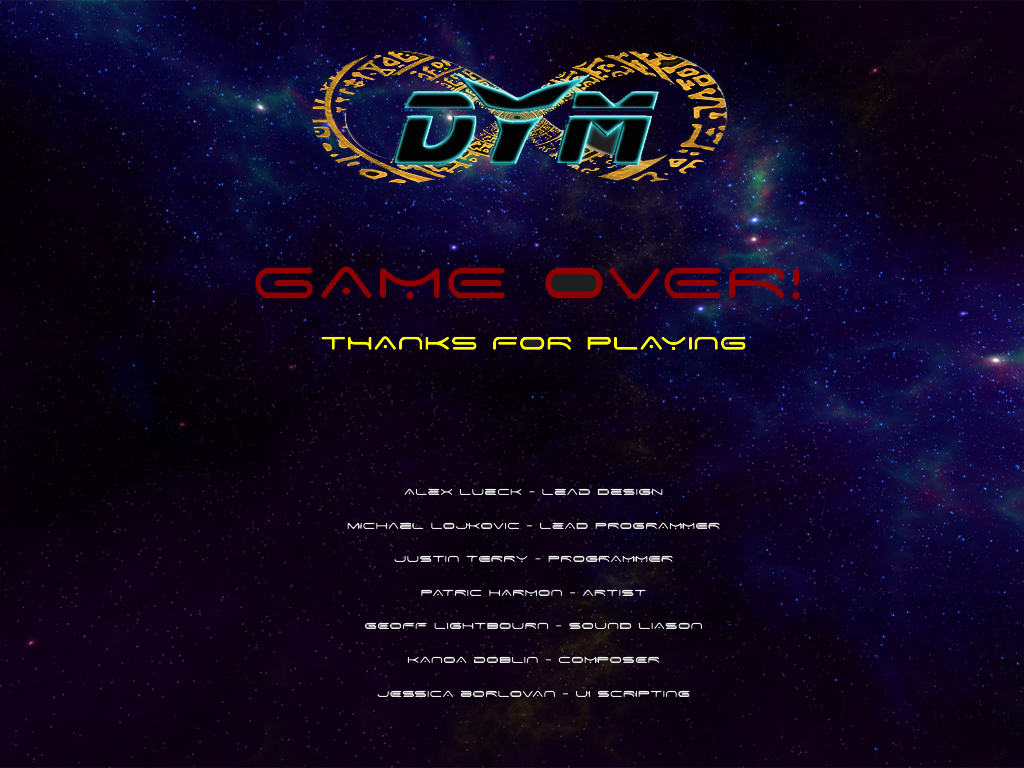 DYM
GAME OVER!
THANKS FOR PLAYING
ALEX LUECK - LEAD DESIGN
MICHAEL LOJKOVIC - LEAD PROGRAMMER
JUSTIN TERRY - PROGRAMMER
PATRIC HARMON - ARTIST
GEOFF LIGHTBOURN - SOUND LIASON
KANOA DOBLIN - COMPOSER
JESSICA BORLOVAN - UI SCRIPTING